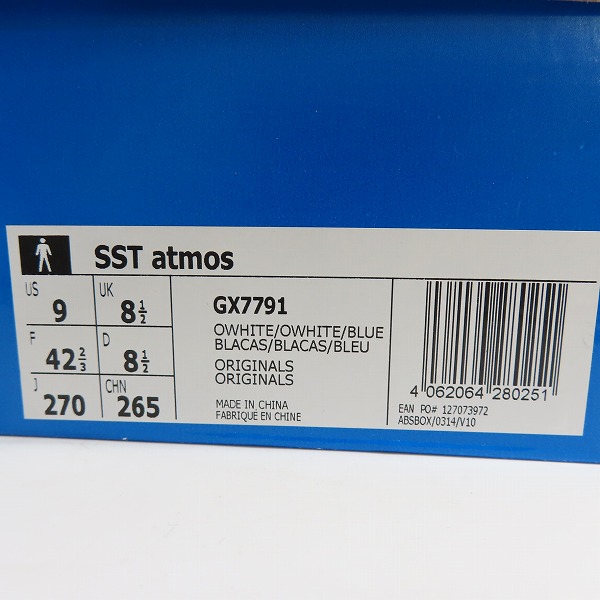 SST atmos
US UK
9 8 1/2
F D
42 2/3 8 1/2
J CHN
270 265
GX7791
OWHITE/OWHITE/BLUE
BLACAS/BLACAS/BLEU
ORIGINALS
ORIGINALS
MADE IN CHINA
FABRIQUE EN CHINE
4 062064 280251
EAN PO# 127073972
ABSBOX/0314/V10